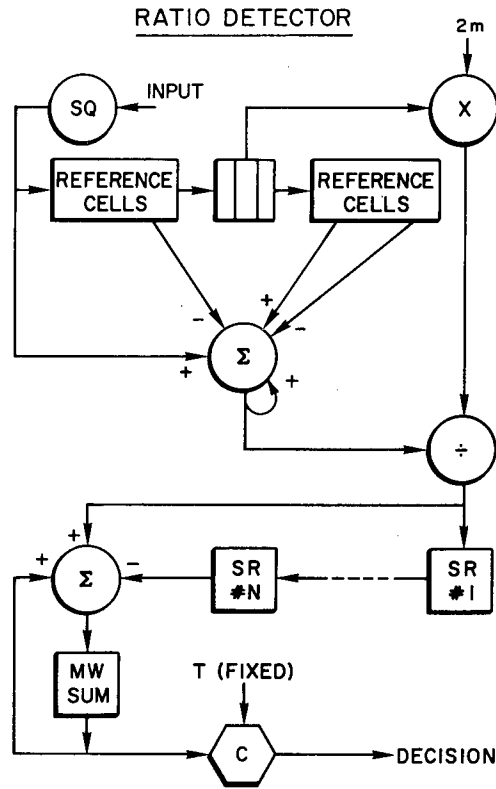 RATIO DETECTOR
2m
SQ
INPUT
X
REFERENCE
CELLS
REFERENCE
CELLS
+
-
-
Σ
+
+
÷
+
+
Σ
-
SR
#N
SR
#1
MW
SUM
T (FIXED)
C
DECISION